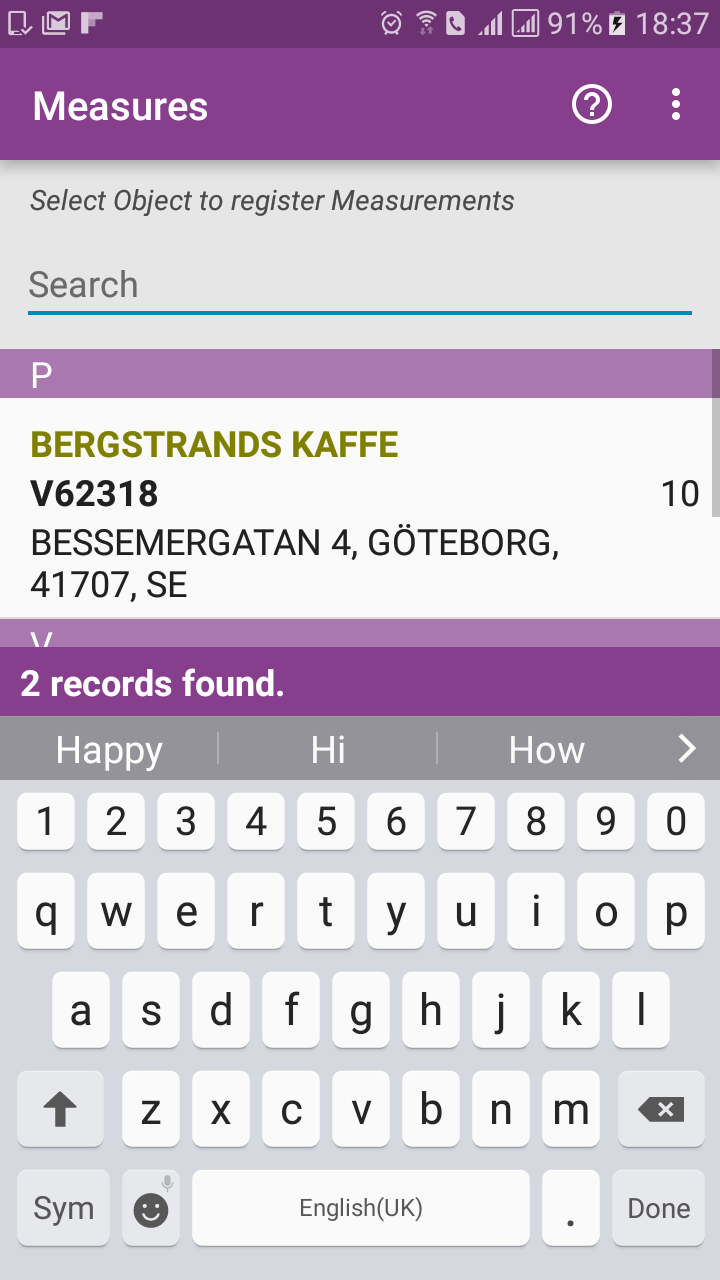 91% 18:37
Measures
Select Object to register Measurements
Search
P
BERGSTRANDS KAFFE
V62318 10
BESSEMERGATAN 4, GÖTEBORG,
41707, SE
V
2 records found.
Happy Hi How
1 2 3 4 5 6 7 8 9 0
q w e r t y u i o p
a s d f g h j k l
z x c v b n m
Sym English(UK) . Done